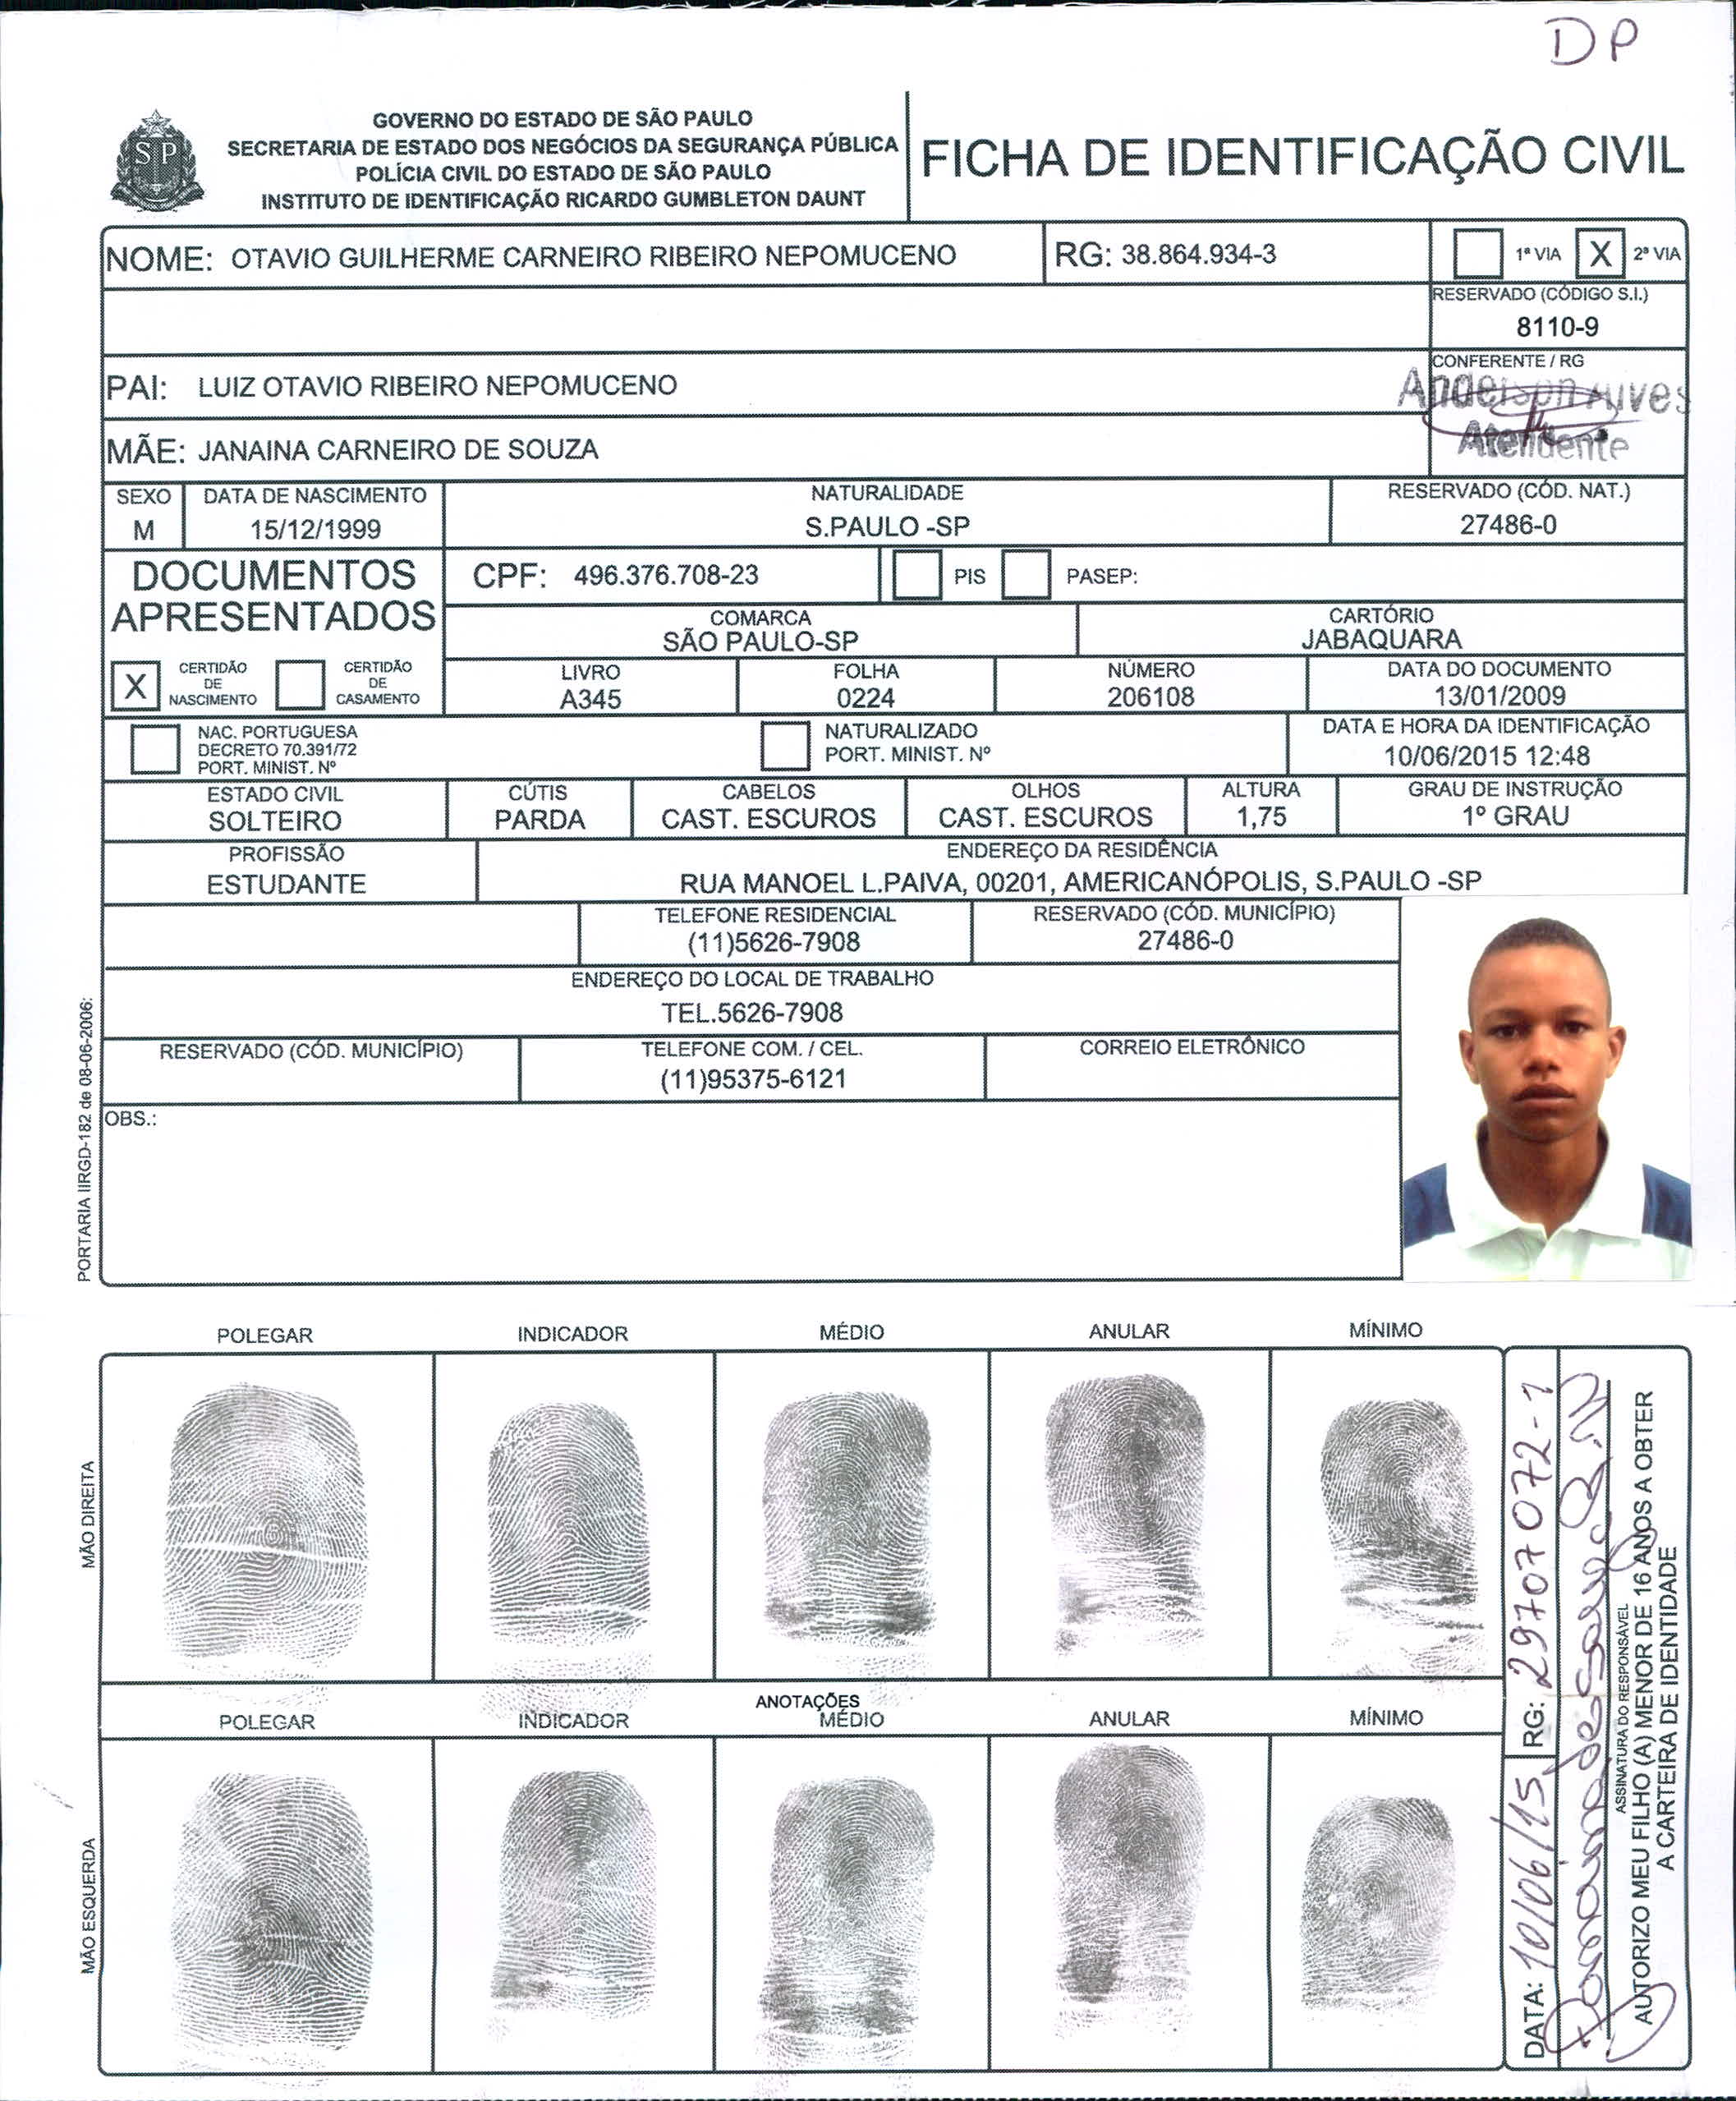 DP
GOVERNO DO ESTADO DE SÃO PAULO
SECRETARIA DE ESTADO DOS NEGÓCIOS DA SEGURANÇA PÚBLICA
POLÍCIA CIVIL DO ESTADO DE SÃO PAULO
INSTITUTO DE IDENTIFICAÇÃO RICARDO GUMBLETON DAUNT
SP
FICHA DE IDENTIFICAÇÃO CIVIL
NOME: OTAVIO GUILHERME CARNEIRO RIBEIRO NEPOMUCENO
RG: 38.864.934-3
1ª VIA X 2ª VIA
RESERVADO (CÓDIGO S.I.)
8110-9
PAI: LUIZ OTAVIO RIBEIRO NEPOMUCENO
CONFERENTE / RG
Anderson Alves
Atendente
MÃE: JANAINA CARNEIRO DE SOUZA
SEXO
M
DATA DE NASCIMENTO
15/12/1999
NATURALIDADE
S.PAULO -SP
RESERVADO (CÓD. NAT.)
27486-0
DOCUMENTOS
APRESENTADOS
CPF: 496.376.708-23
PIS
PASEP:
COMARCA
SÃO PAULO-SP
CARTÓRIO
JABAQUARA
X CERTIDÃO
DE
NASCIMENTO
CERTIDÃO
DE
CASAMENTO
LIVRO
A345
FOLHA
0224
NÚMERO
206108
DATA DO DOCUMENTO
13/01/2009
NAC. PORTUGUESA
DECRETO 70.391/72
PORT. MINIST. Nº
NATURALIZADO
PORT. MINIST. Nº
DATA E HORA DA IDENTIFICAÇÃO
10/06/2015 12:48
ESTADO CIVIL
SOLTEIRO
CÚTIS
PARDA
CABELOS
CAST. ESCUROS
OLHOS
CAST. ESCUROS
ALTURA
1,75
GRAU DE INSTRUÇÃO
1º GRAU
PROFISSÃO
ESTUDANTE
ENDEREÇO DA RESIDÊNCIA
RUA MANOEL L.PAIVA, 00201, AMERICANÓPOLIS, S.PAULO -SP
TELEFONE RESIDENCIAL
(11)5626-7908
RESERVADO (CÓD. MUNICÍPIO)
27486-0
ENDEREÇO DO LOCAL DE TRABALHO
TEL.5626-7908
RESERVADO (CÓD. MUNICÍPIO)
TELEFONE COM. / CEL.
(11)95375-6121
CORREIO ELETRÔNICO
OBS.:
PORTARIA IIRGD-182 de 08-06-2006:
POLEGAR INDICADOR MÉDIO ANULAR MÍNIMO
MÃO DIREITA
ANOTAÇÕES
POLEGAR INDICADOR MÉDIO ANULAR MÍNIMO
MÃO ESQUERDA
DATA: 10/06/15 RG: 29707072-1
ASSINATURA DO RESPONSÁVEL
AUTORIZO MEU FILHO (A) MENOR DE 16 ANOS A OBTER
A CARTEIRA DE IDENTIDADE